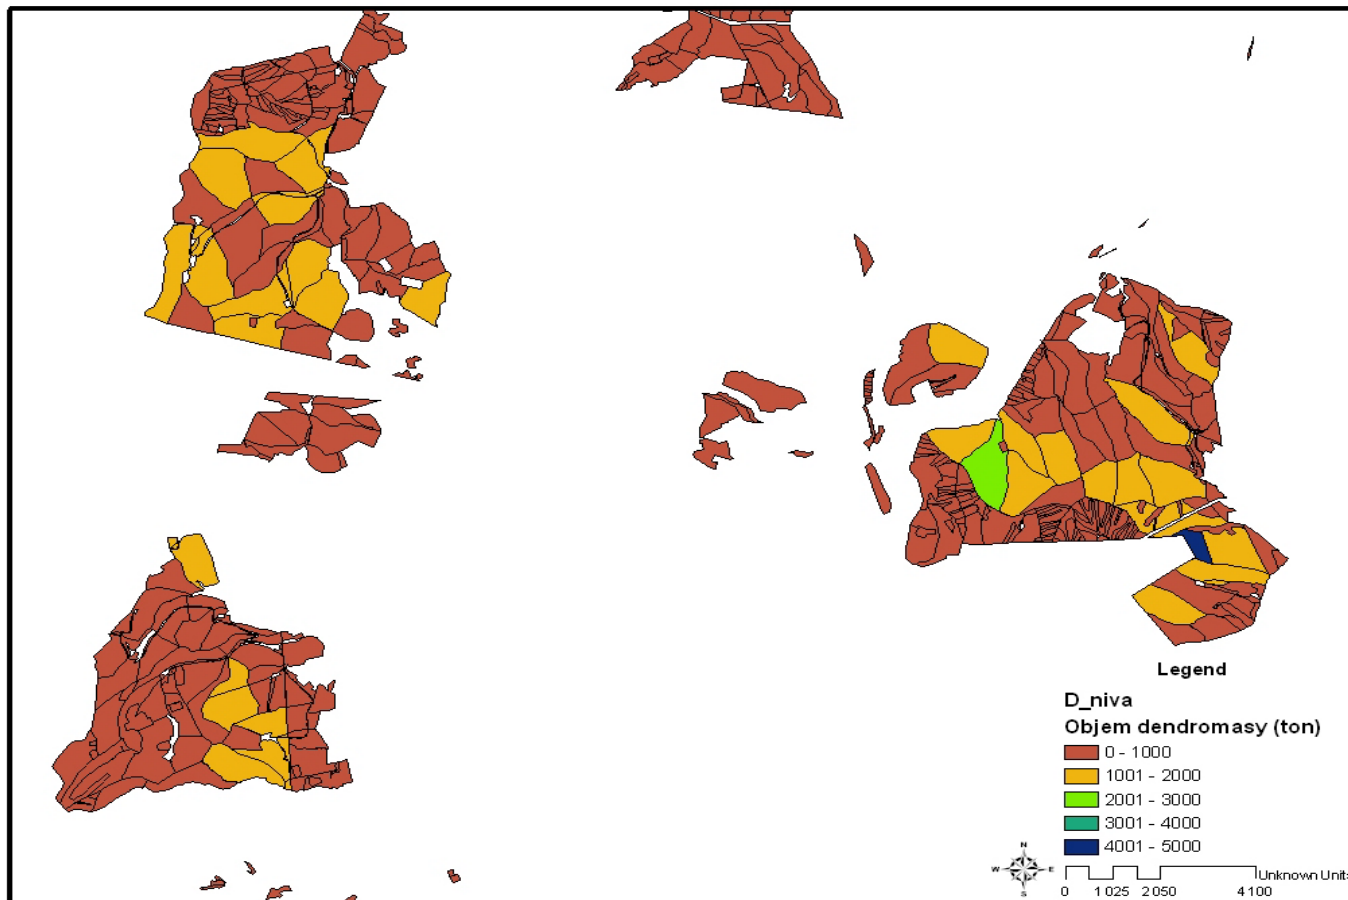 Legend
D_niva
Objem dendromasy (ton)
0 - 1000
1001 - 2000
2001 - 3000
3001 - 4000
4001 - 5000
N
W E
S
Unknown Units
0 1 025 2 050 4 100